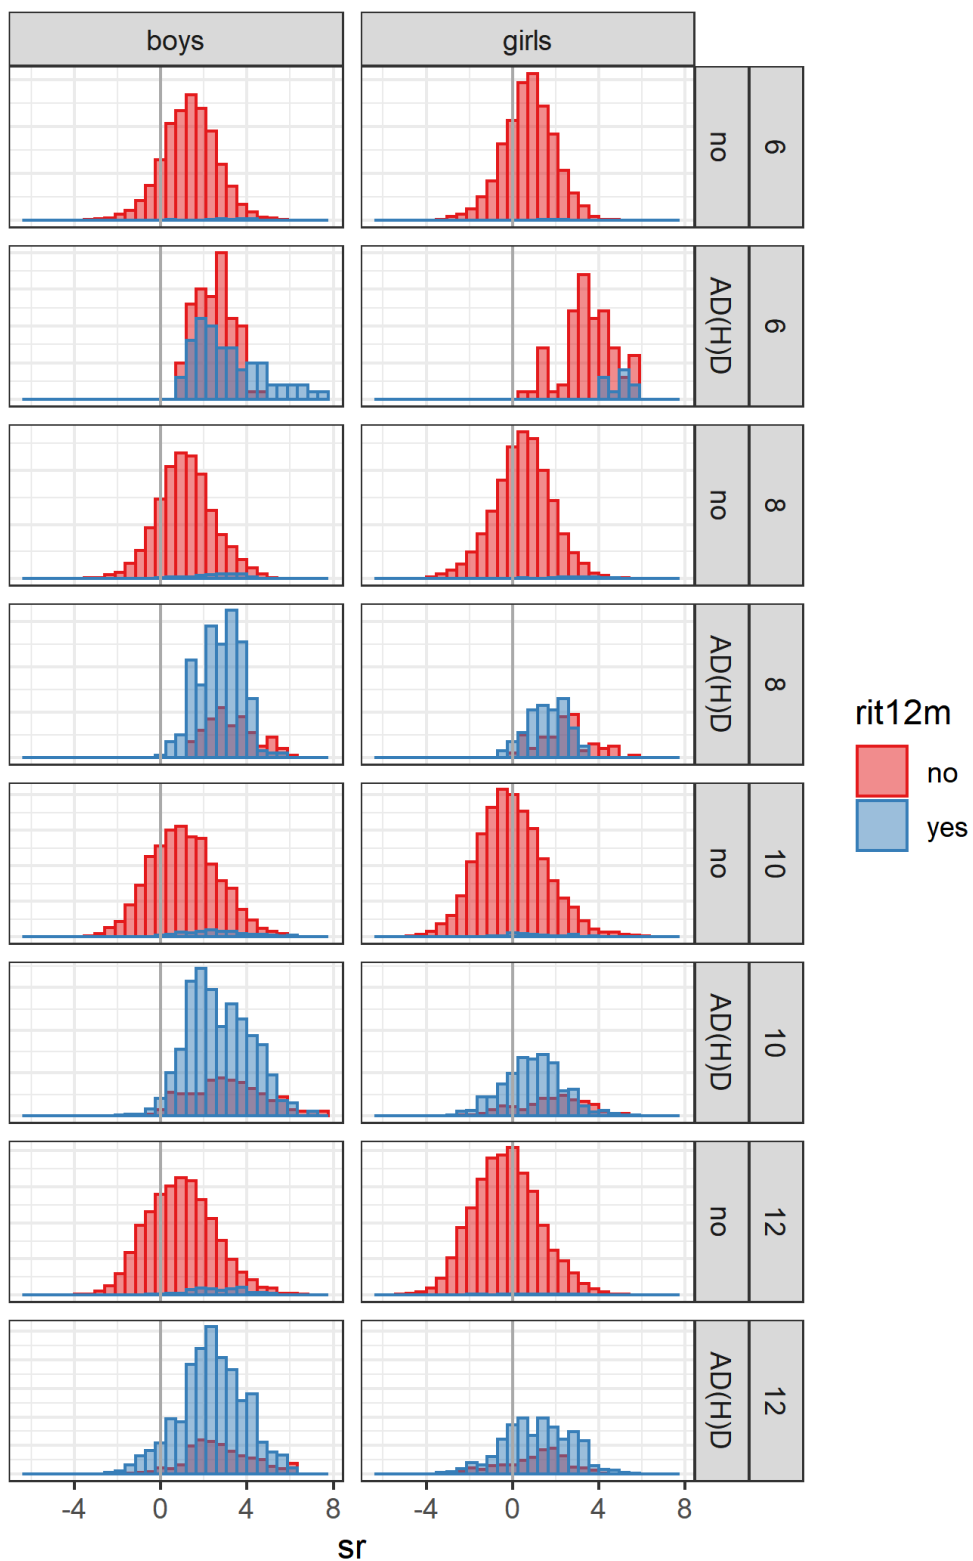 boys girls
no 6
AD(H)D 6
no 8
AD(H)D 8
rit12m
no
yes
no 10
AD(H)D 10
no 12
AD(H)D 12
-4 0 4 8 -4 0 4 8
sr